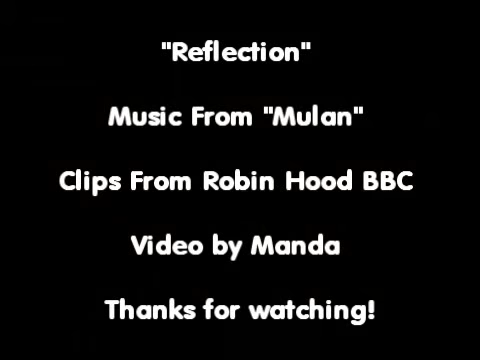 "Reflection"
Music From "Mulan"
Clips From Robin Hood BBC
Video by Manda
Thanks for watching!